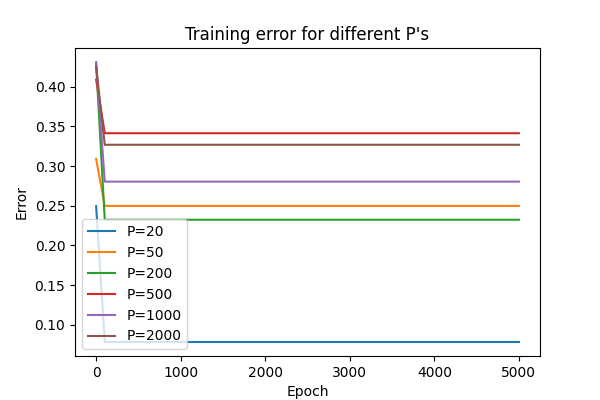 Training error for different P's
Error
0.40
0.35
0.30
0.25
0.20
0.15
0.10
P=20
P=50
P=200
P=500
P=1000
P=2000
0 1000 2000 3000 4000 5000
Epoch